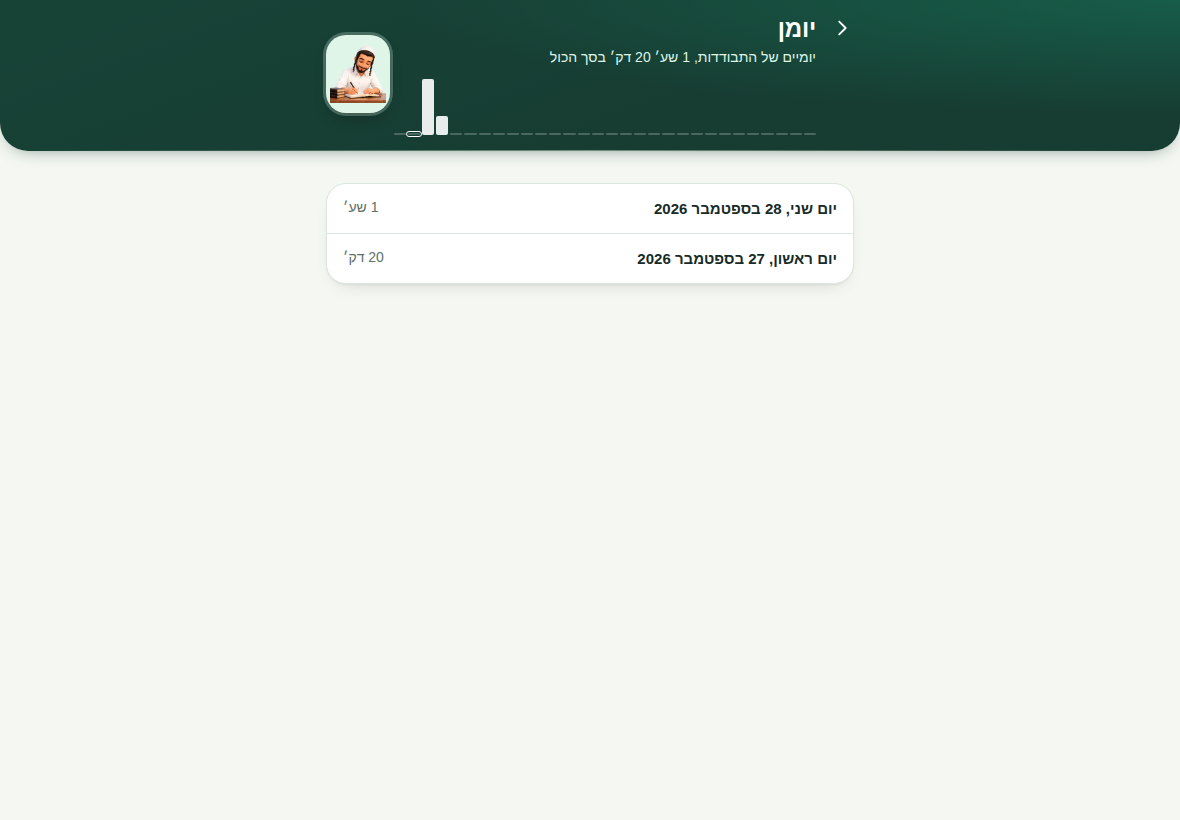 יומן
יומיים של התבודדות, 1 שע׳ 20 דק׳ בסך הכול
יום שני, 28 בספטמבר 2026
1 שע׳
יום ראשון, 27 בספטמבר 2026
20 דק׳